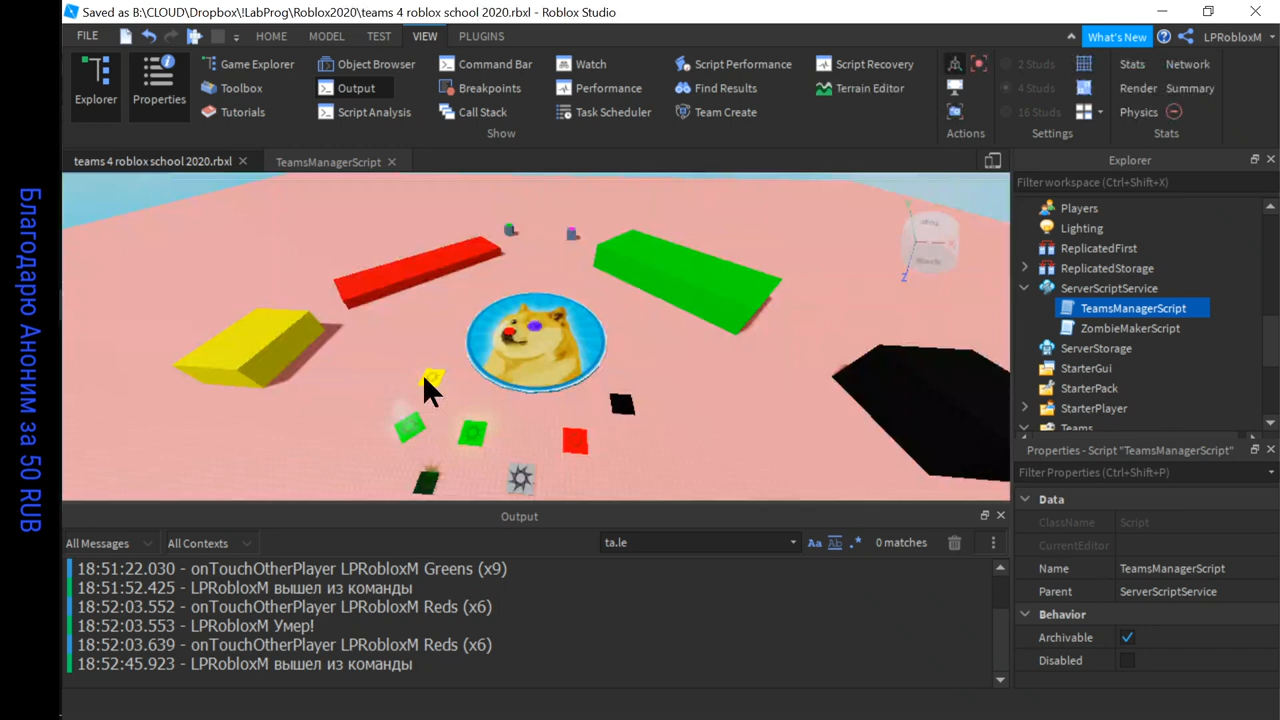 Saved as B:\CLOUD\Dropbox\!LabProg\Roblox2020\teams 4 roblox school 2020.rbxl - Roblox Studio
FILE HOME MODEL TEST VIEW PLUGINS What's New LPRobloxM
Explorer
Properties
Game Explorer
Toolbox
Tutorials
Object Browser
Output
Script Analysis
Command Bar
Breakpoints
Call Stack
Watch
Performance
Task Scheduler
Script Performance
Find Results
Team Create
Script Recovery
Terrain Editor
Show
Actions
2 Studs
4 Studs
16 Studs
Settings
Stats Network
Render Summary
Physics
Stats
teams 4 roblox school 2020.rbxl
TeamsManagerScript
Благодарю Аноним за 50 RUB
Explorer
Filter workspace (Ctrl+Shift+X)
Players
Lighting
ReplicatedFirst
ReplicatedStorage
ServerScriptService
TeamsManagerScript
ZombieMakerScript
ServerStorage
StarterGui
StarterPack
StarterPlayer
Teams
Properties - Script "TeamsManagerScript"
Filter Properties (Ctrl+Shift+P)
Data
ClassName Script
CurrentEditor
Name TeamsManagerScript
Parent ServerScriptService
Behavior
Archivable
Disabled
Output
All Messages All Contexts ta.le Aa Ab .* 0 matches
18:51:22.030 - onTouchOtherPlayer LPRobloxM Greens (x9)
18:51:52.425 - LPRobloxM вышел из команды
18:52:03.552 - onTouchOtherPlayer LPRobloxM Reds (x6)
18:52:03.553 - LPRobloxM Умер!
18:52:03.639 - onTouchOtherPlayer LPRobloxM Reds (x6)
18:52:45.923 - LPRobloxM вышел из команды
Z